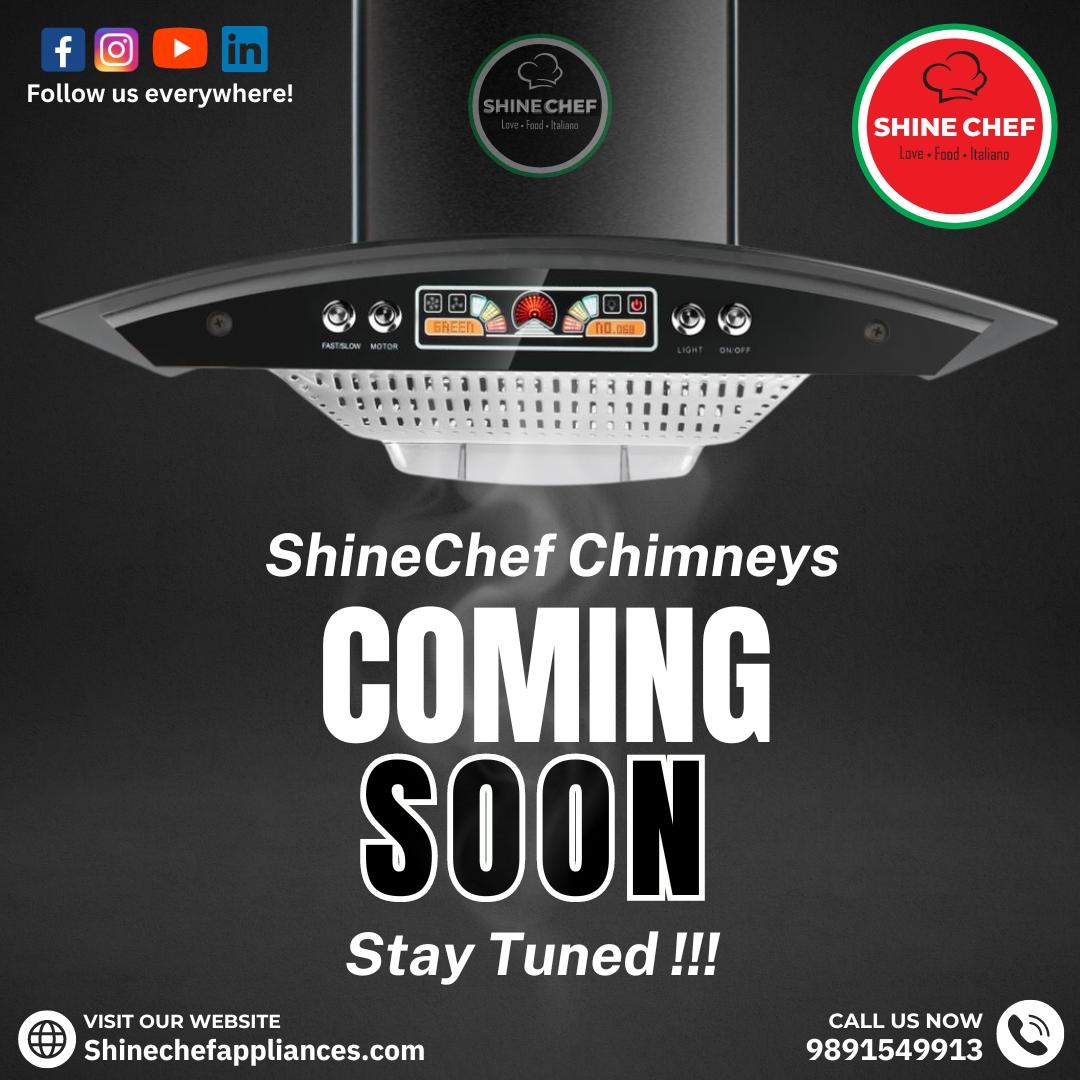 Follow us everywhere!
SHINE CHEF
Love • Food • Italiano
SHINE CHEF
Love • Food • Italiano
GREEN
NO.068
FAST/SLOW
MOTOR
LIGHT
ON/OFF
ShineChef Chimneys
COMING
SOON
Stay Tuned !!!
VISIT OUR WEBSITE
Shinechefappliances.com
CALL US NOW
9891549913